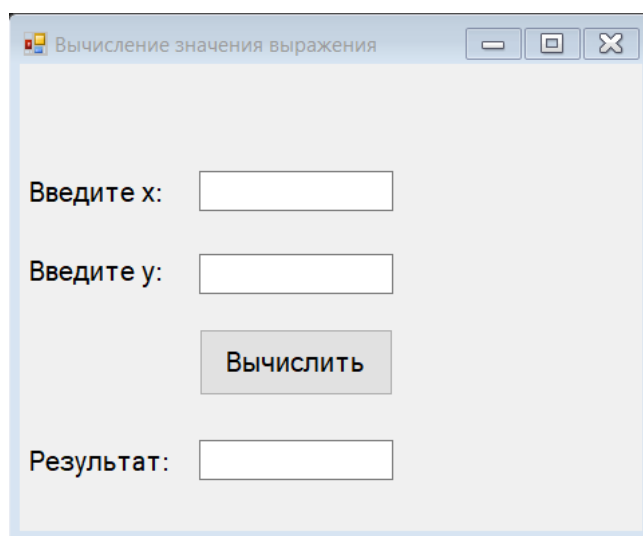 Вычисление значения выражения
Введите x:
Введите y:
Вычислить
Результат: